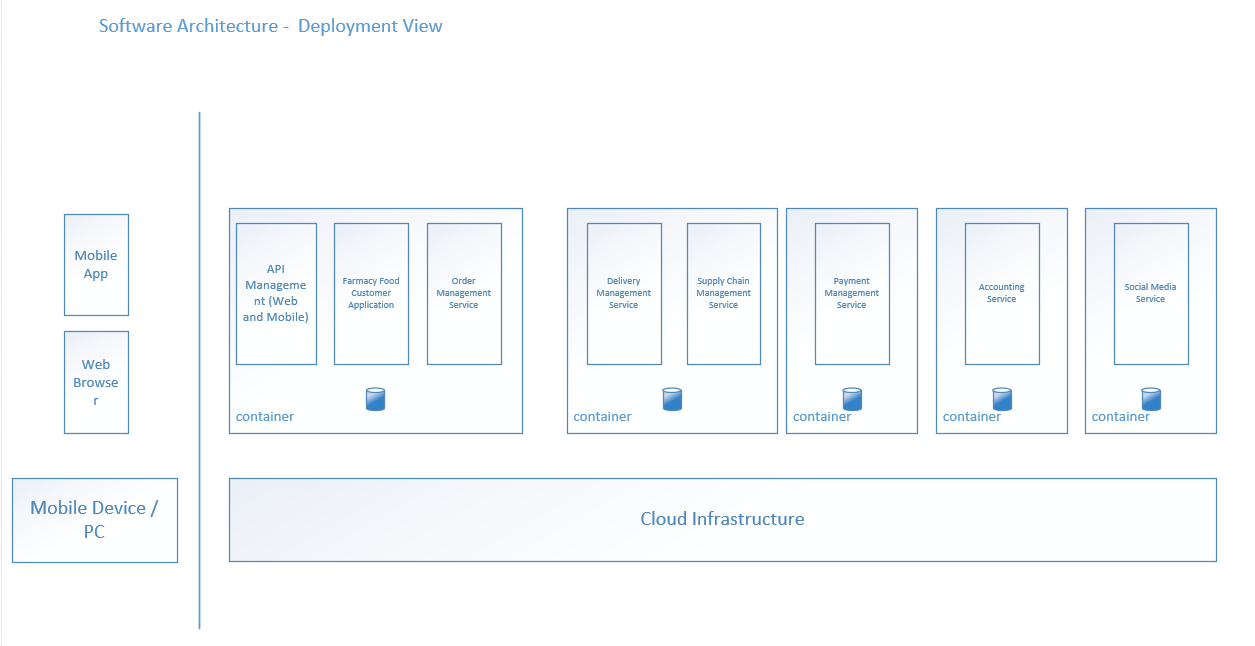 Software Architecture -  Deployment View
Mobile
App
Web
Browse
r
Mobile Device /
PC
API
Manageme
nt (Web
and Mobile)
Farmacy Food
Customer
Application
Order
Management
Service
container
Delivery
Management
Service
Supply Chain
Management
Service
container
Payment
Management
Service
container
Accounting
Service
container
Social Media
Service
container
Cloud Infrastructure